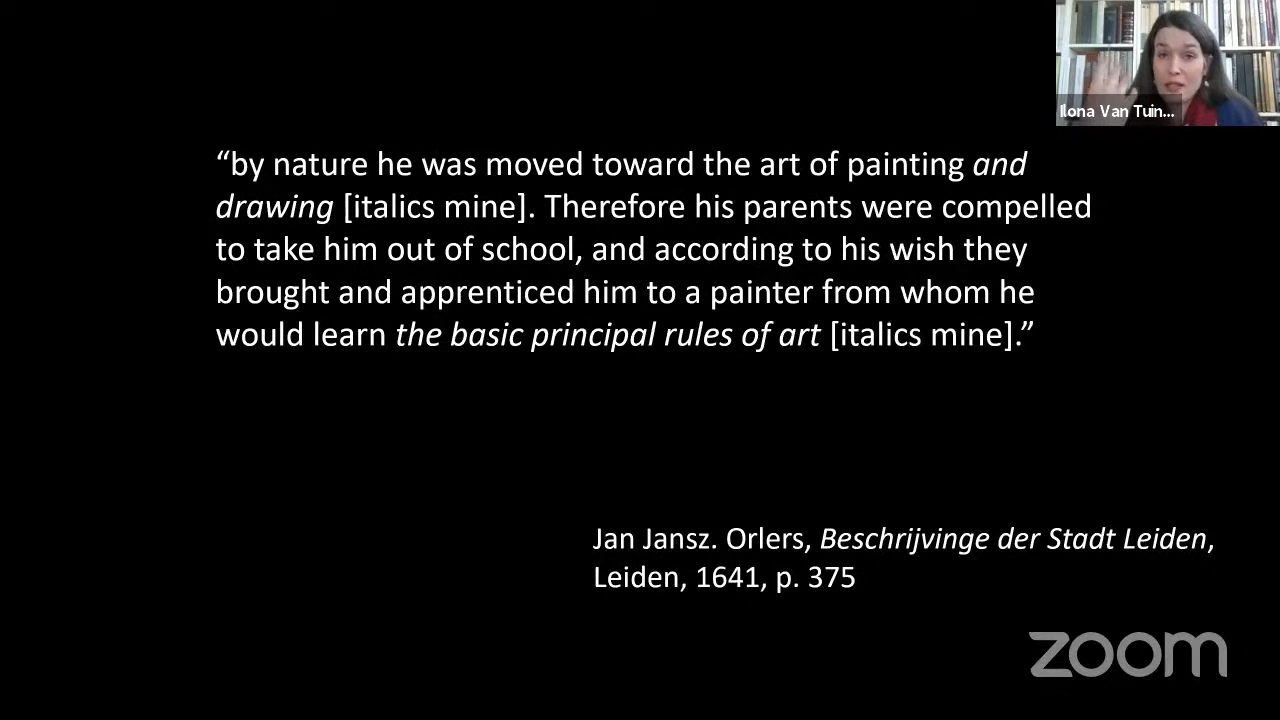 Ilona Van Tuin...
“by nature he was moved toward the art of painting and
drawing [italics mine]. Therefore his parents were compelled
to take him out of school, and according to his wish they
brought and apprenticed him to a painter from whom he
would learn the basic principal rules of art [italics mine].”
Jan Jansz. Orlers, Beschrijvinge der Stadt Leiden,
Leiden, 1641, p. 375
zoom